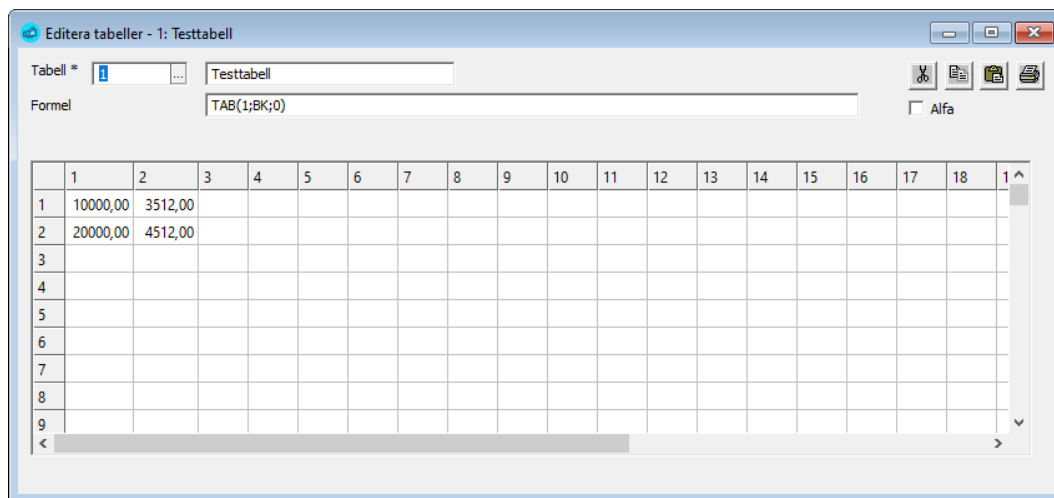 Editera tabeller - 1: Testtabell
Tabell * 1 ... Testtabell
Formel TAB(1;BK;0) Alfa
1 2 3 4 5 6 7 8 9 10 11 12 13 14 15 16 17 18 1
1 10000,00 3512,00
2 20000,00 4512,00
3
4
5
6
7
8
9